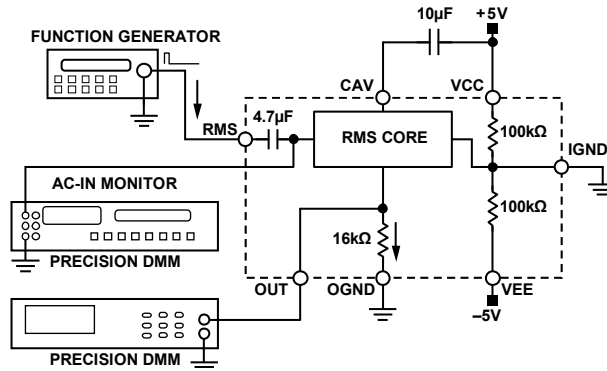 10µF
+5V
FUNCTION GENERATOR
CAV
VCC
4.7µF
RMS
RMS CORE
100kΩ
IGND
AC-IN MONITOR
100kΩ
16kΩ
PRECISION DMM
OUT
OGND
VEE
–5V
PRECISION DMM